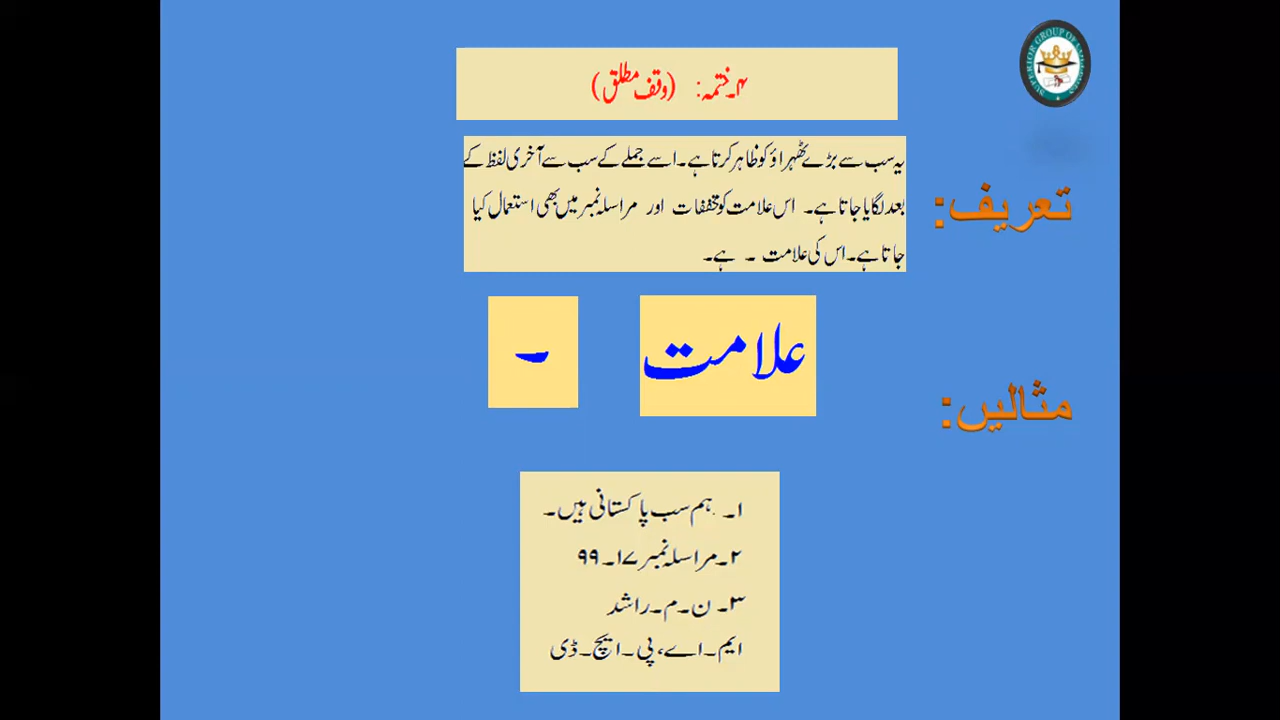 SUPERIOR GROUP OF
۴۔ختمہ: (وقف مطلق)
تعریف:
یہ سب سے بڑے ٹھہراؤ کو ظاہر کرتا ہے۔اسے جملے کے سب سے آخری لفظ کے
بعد لگایا جاتا ہے۔ اس علامت کو مخففات اور مراسلہ نمبر میں بھی استعمال کیا
جاتا ہے۔اس کی علامت ۔ ہے۔
علامت ۔
مثالیں:
۱۔ ہم سب پاکستانی ہیں۔
۲۔مراسلہ نمبر ۱۷۔۹۹
۳۔ ن۔م۔راشد
ایم۔اے، پی۔ایچ۔ڈی